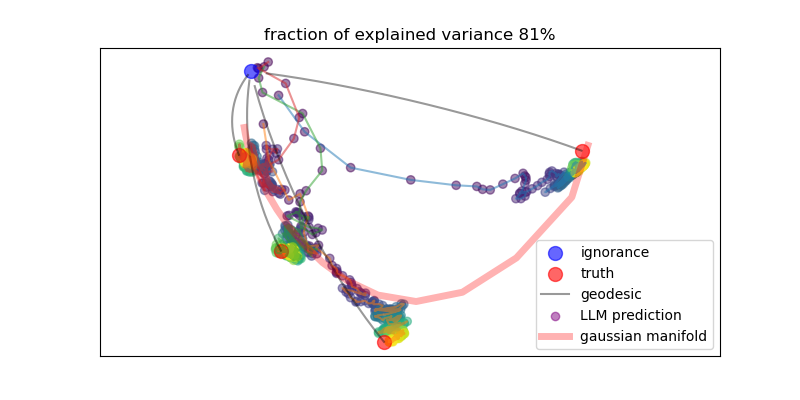 fraction of explained variance 81%
ignorance
truth
geodesic
LLM prediction
gaussian manifold